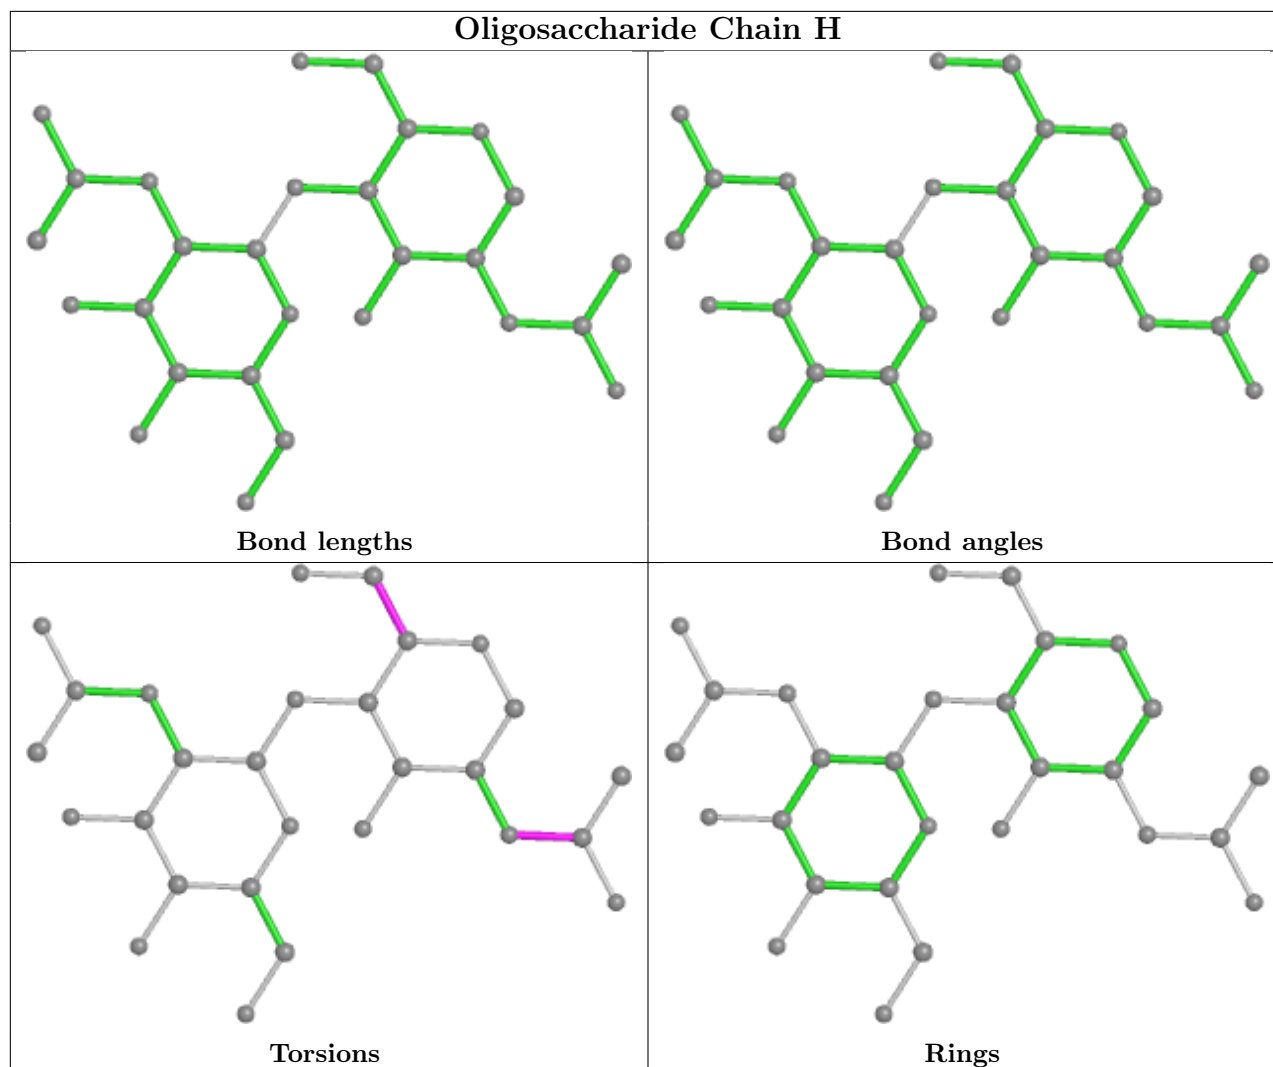 Oligosaccharide Chain H
Bond lengths
Bond angles
Torsions
Rings